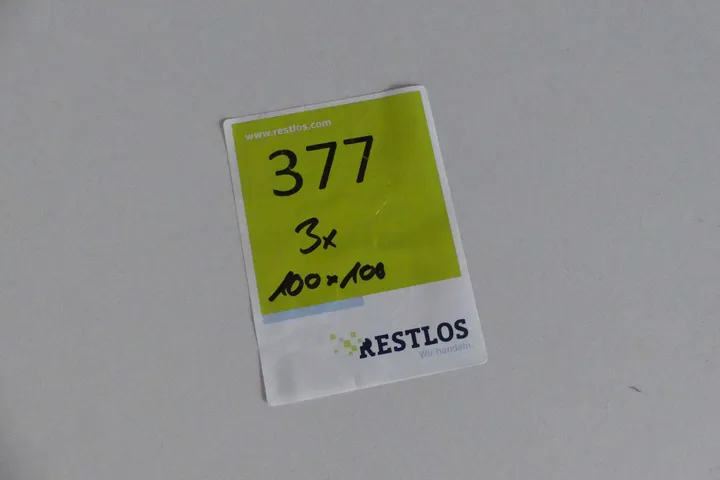 www.restlos.com
377
3x
100x100
RESTLOS
Wir handeln.